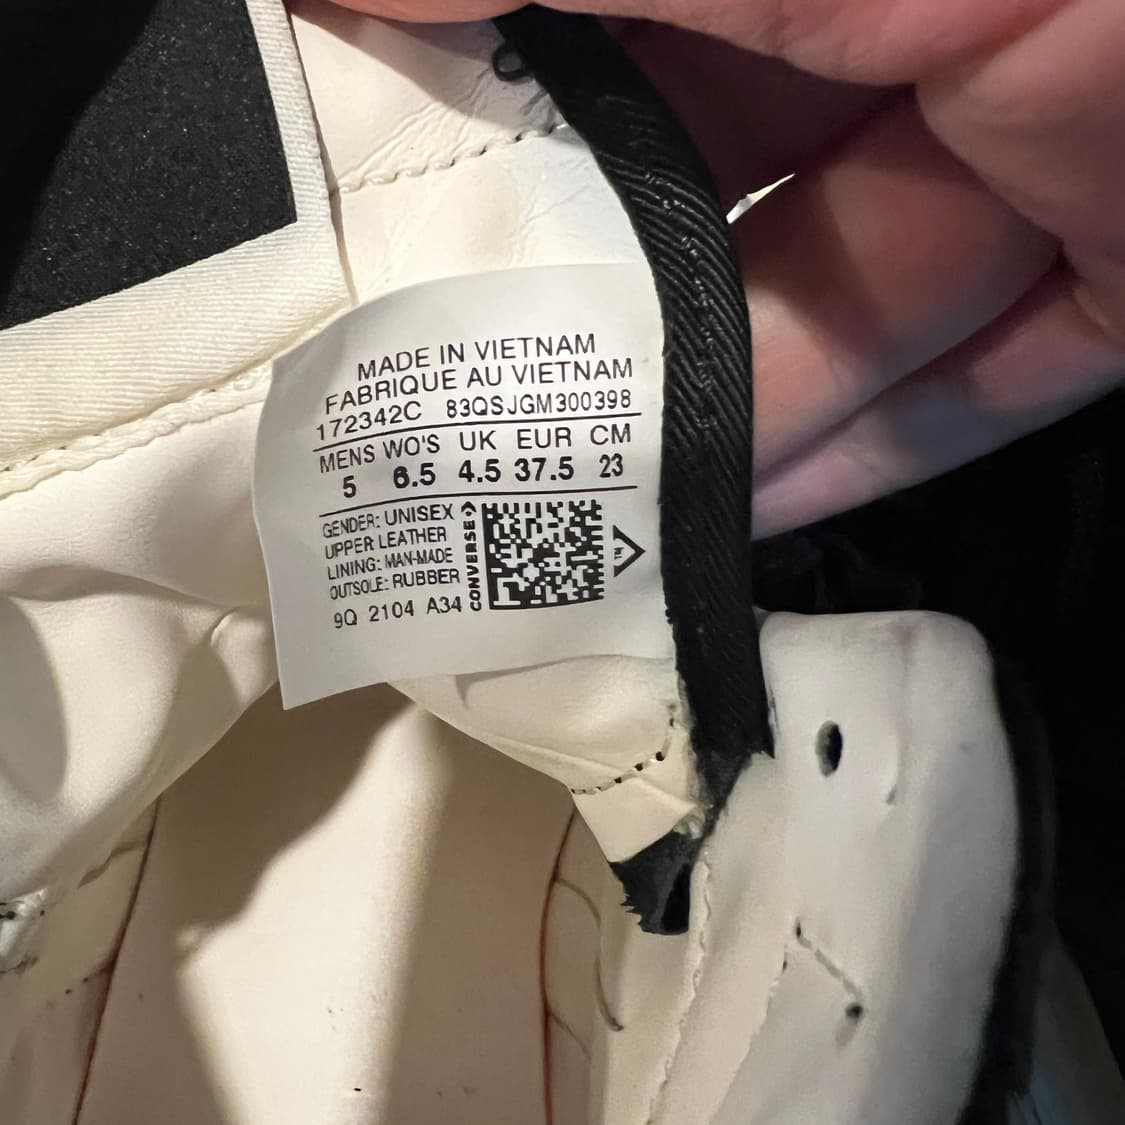 MADE IN VIETNAM
FABRIQUE AU VIETNAM
172342C 83QSJGM300398
MENS WO'S UK EUR CM
5 6.5 4.5 37.5 23
GENDER: UNISEX
UPPER LEATHER
LINING: MAN-MADE
OUTSOLE: RUBBER
9Q 2104 A34
CONVERSE
TM